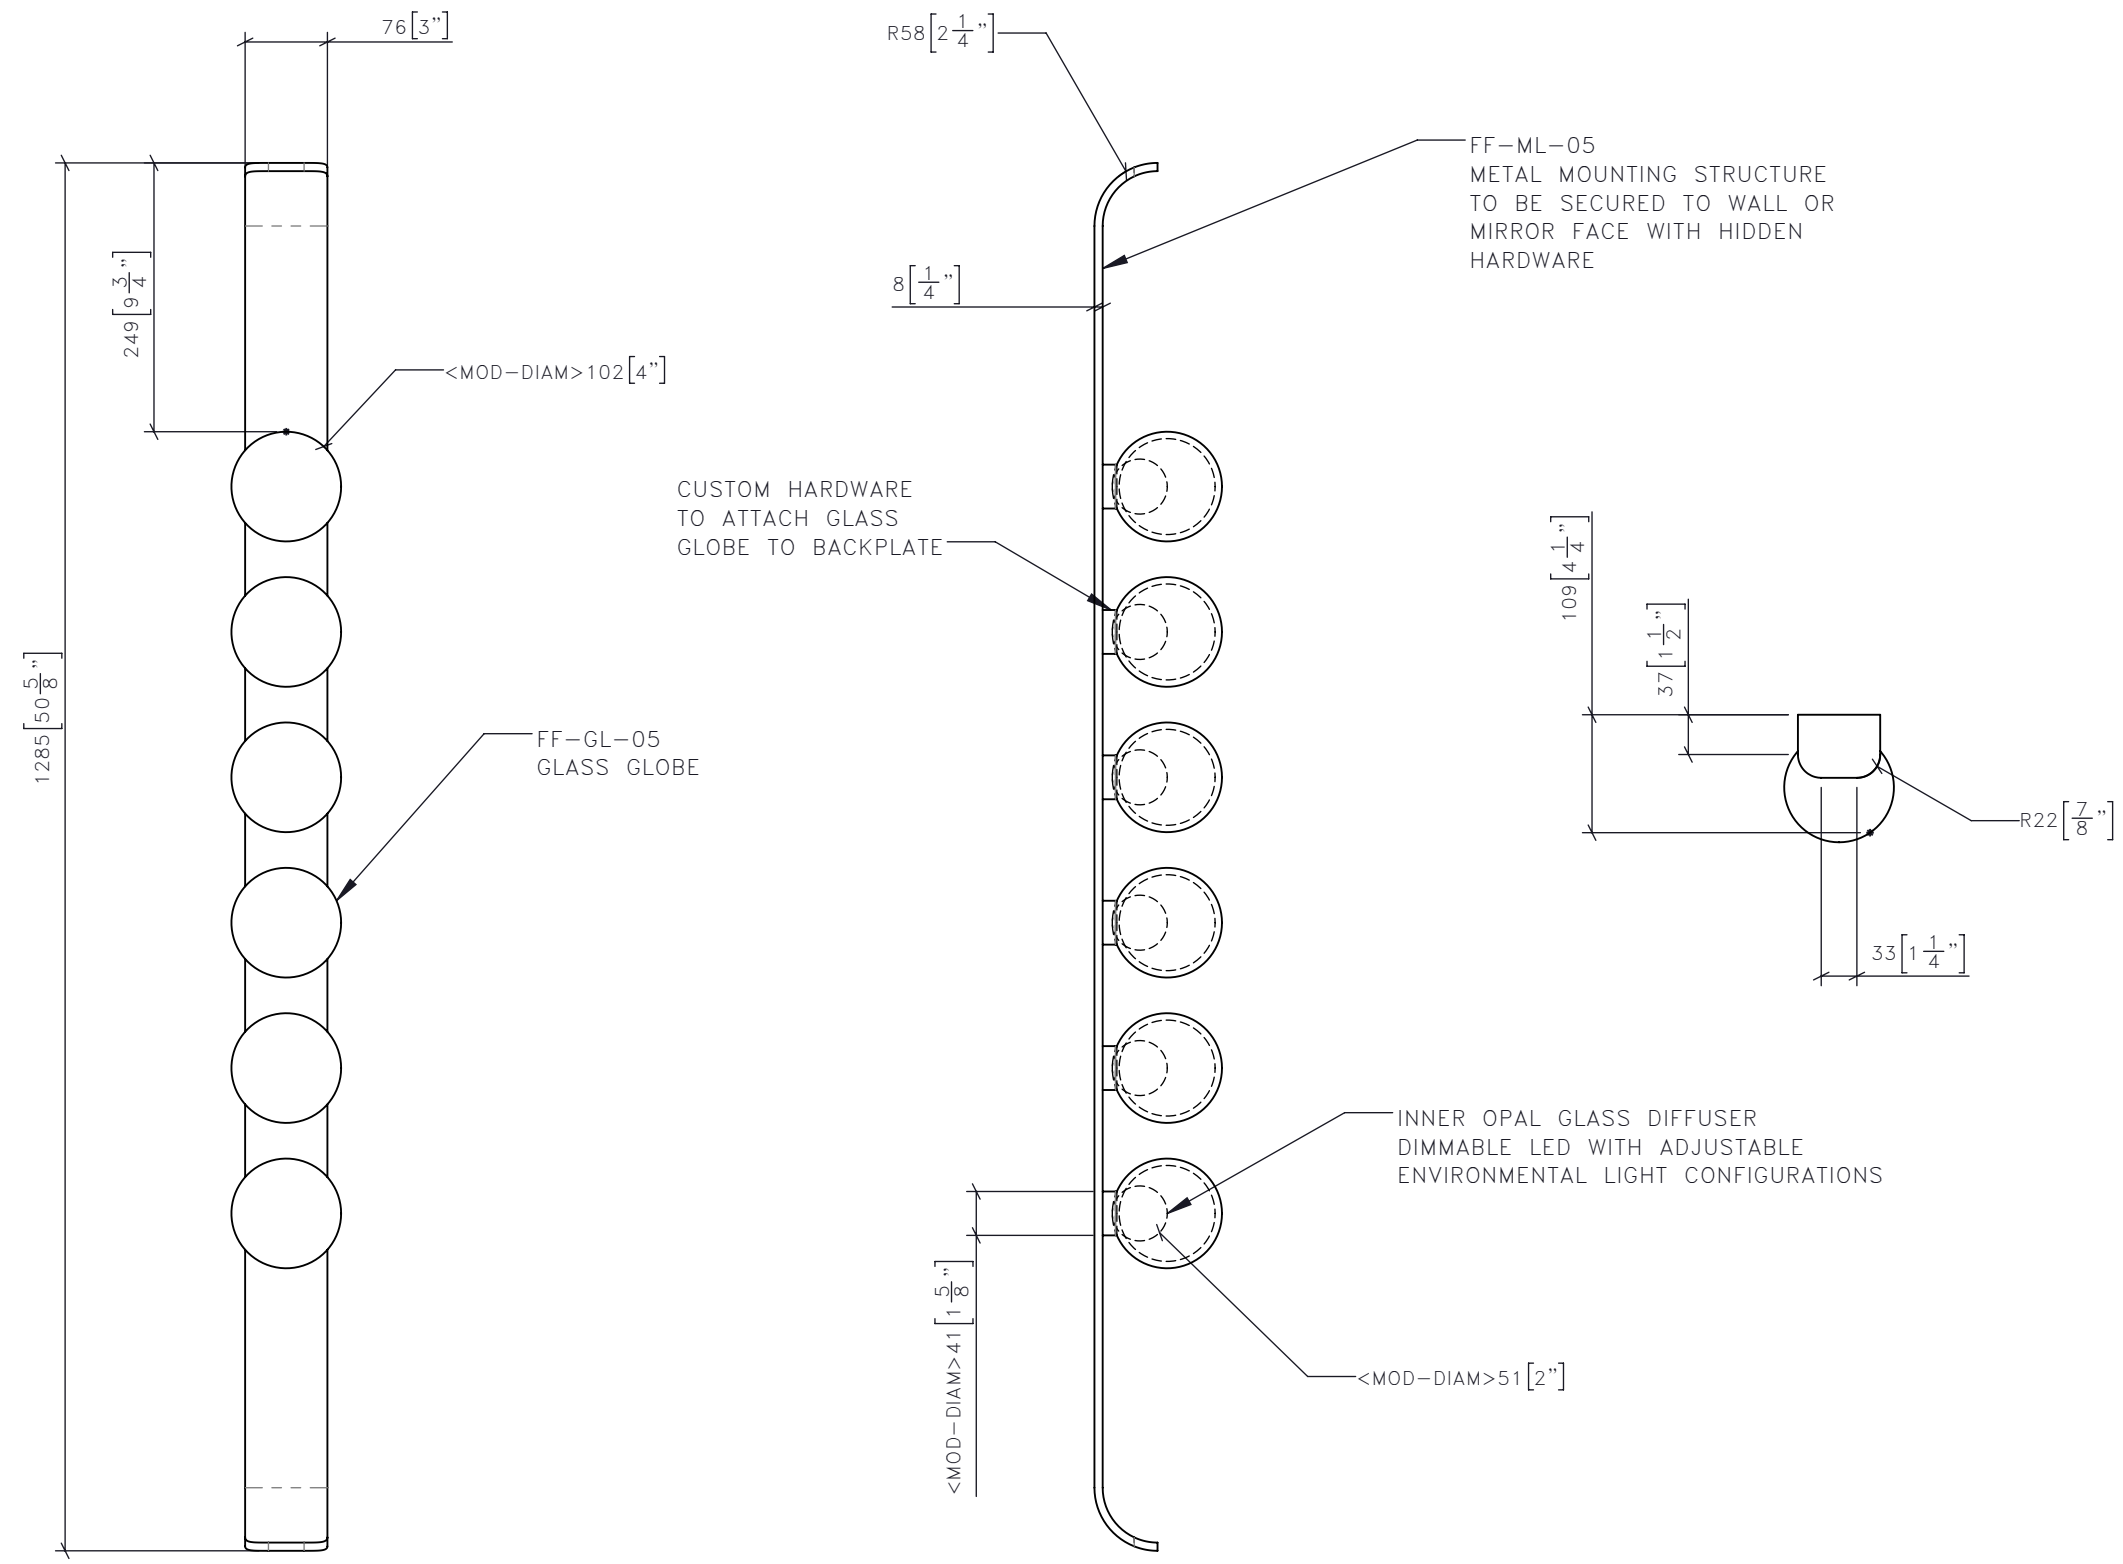 76[3"]
R58[2 1/4"]
FF-ML-05
METAL MOUNTING STRUCTURE
TO BE SECURED TO WALL OR
MIRROR FACE WITH HIDDEN
HARDWARE
249[9 3/4"]
8[1/4"]
<MOD-DIAM>102[4"]
CUSTOM HARDWARE
TO ATTACH GLASS
GLOBE TO BACKPLATE
109[4 1/4"]
37[1 1/2"]
1285[50 5/8"]
FF-GL-05
GLASS GLOBE
R22[7/8"]
33[1 1/4"]
INNER OPAL GLASS DIFFUSER
DIMMABLE LED WITH ADJUSTABLE
ENVIRONMENTAL LIGHT CONFIGURATIONS
<MOD-DIAM>41[1 5/8"]
<MOD-DIAM>51[2"]